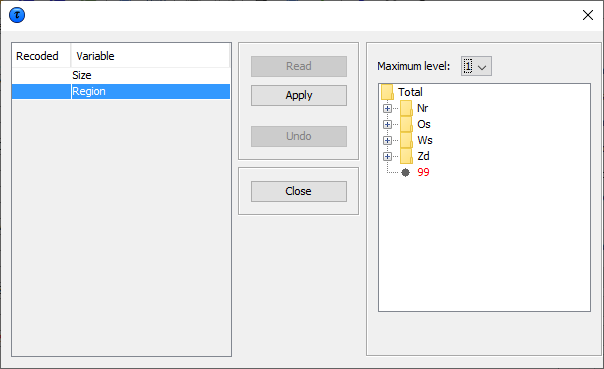 Recoded Variable
Size
Region
Read
Apply
Undo
Close
Maximum level: 1
Total
Nr
Os
Ws
Zd
99